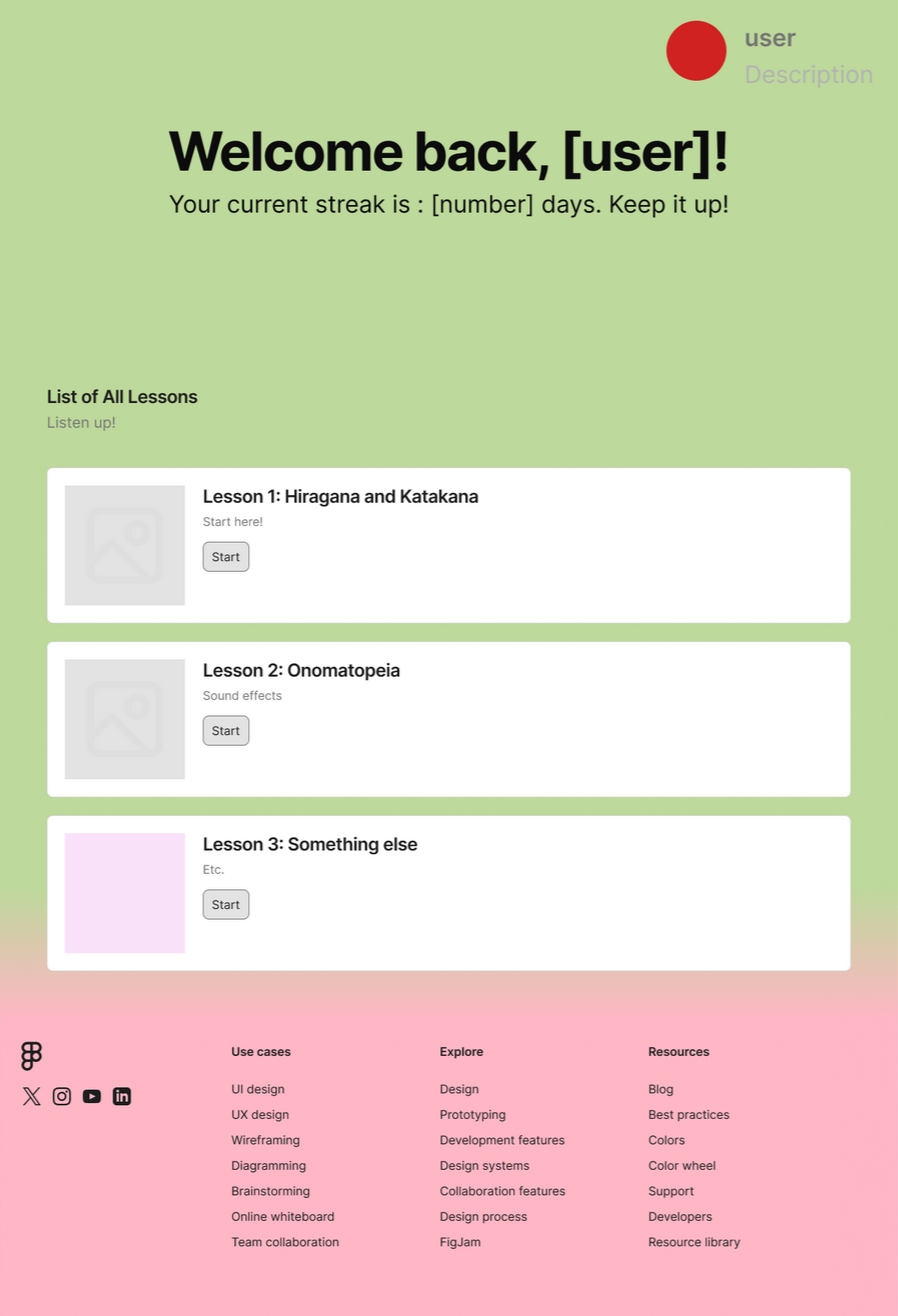 user
Description
Welcome back, [user]!
Your current streak is : [number] days. Keep it up!
List of All Lessons
Listen up!
Lesson 1: Hiragana and Katakana
Start here!
Start
Lesson 2: Onomatopeia
Sound effects
Start
Lesson 3: Something else
Etc.
Start
Use cases
UI design
UX design
Wireframing
Diagramming
Brainstorming
Online whiteboard
Team collaboration
Explore
Design
Prototyping
Development features
Design systems
Collaboration features
Design process
FigJam
Resources
Blog
Best practices
Colors
Color wheel
Support
Developers
Resource library